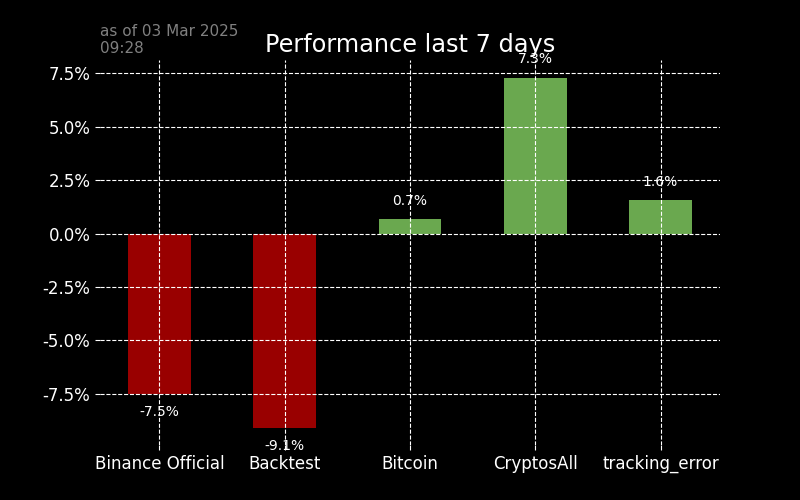 as of 03 Mar 2025
09:28
Performance last 7 days
7.5%
5.0%
2.5%
0.0%
-2.5%
-5.0%
-7.5%
-7.5%
-9.1%
0.7%
7.3%
1.6%
Binance Official
Backtest
Bitcoin
CryptosAll
tracking_error